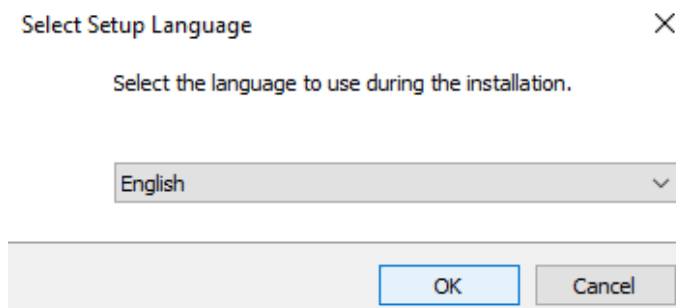 Select Setup Language
Select the language to use during the installation.
English
OK
Cancel